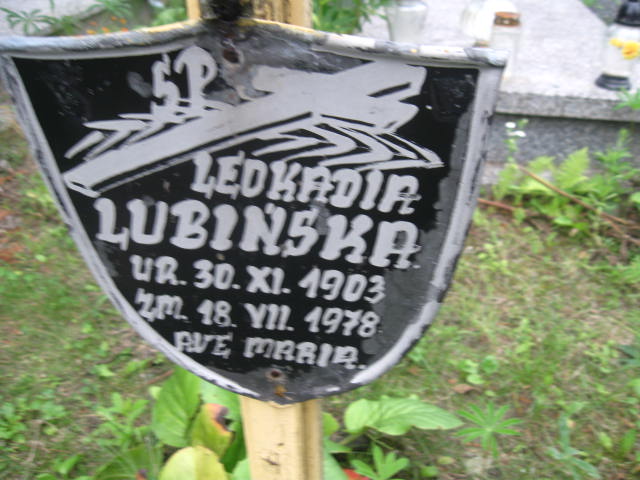 ŚP
LEOKADIA
LUBIŃSKA
UR. 30. XI. 1903
ZM. 18. VII. 1978.
AVE MARIA.